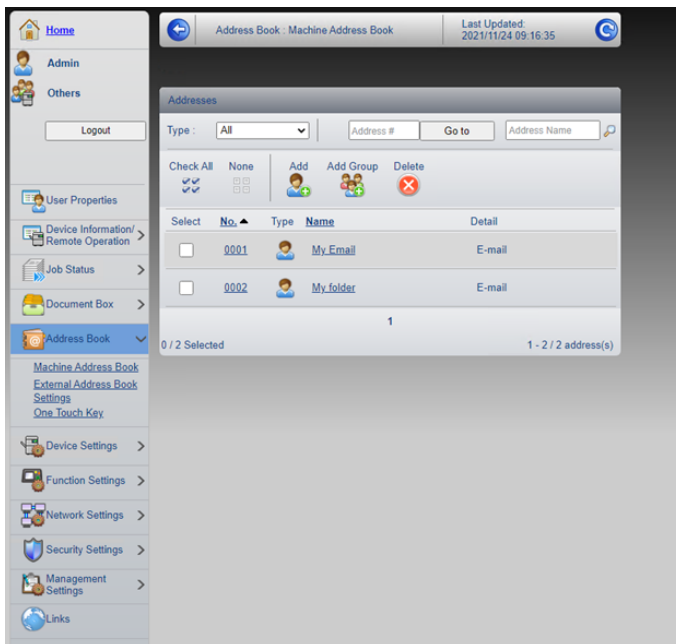 Home
Admin
Others
Logout
User Properties
Device Information/
Remote Operation
Job Status
Document Box
Address Book
Machine Address Book
External Address Book
Settings
One Touch Key
Device Settings
Function Settings
Network Settings
Security Settings
Management
Settings
Links
Address Book : Machine Address Book
Last Updated:
2021/11/24 09:16:35
Addresses
Type : All Address # Go to Address Name
Check All None Add Add Group Delete
Select No. Type Name Detail
0001 My Email E-mail
0002 My folder E-mail
1
0 / 2 Selected 1 - 2 / 2 address(s)